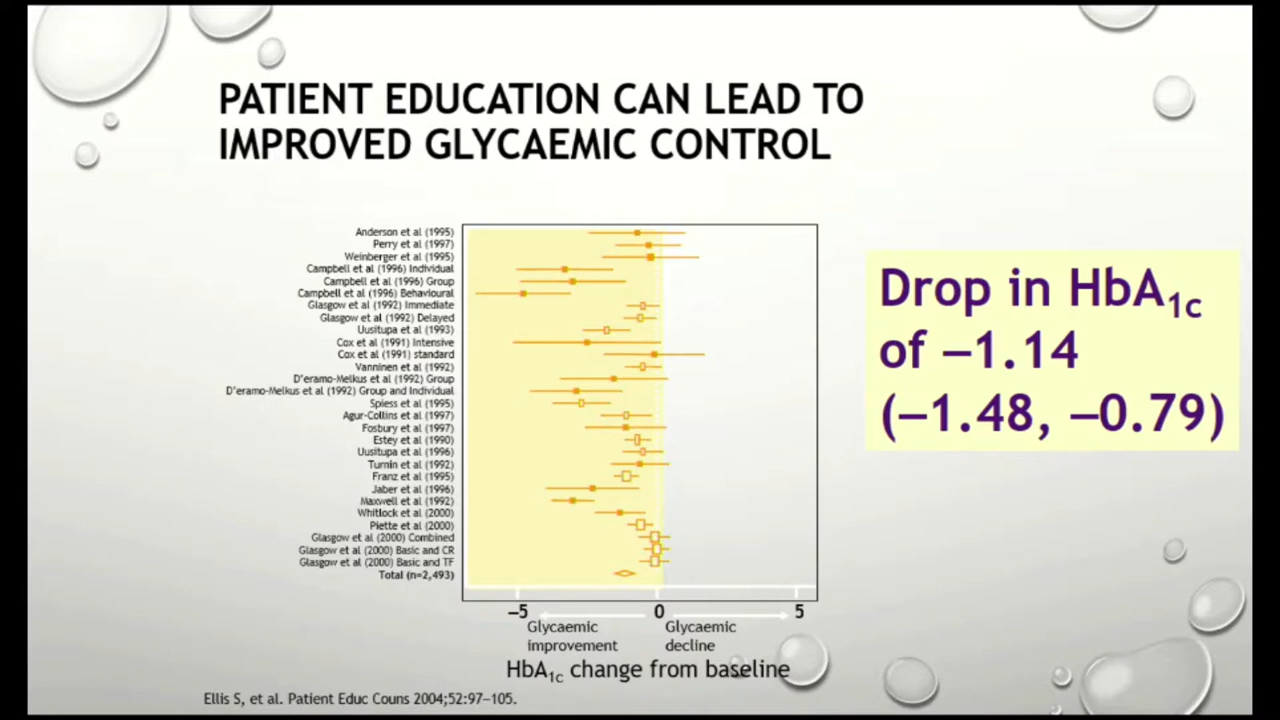 PATIENT EDUCATION CAN LEAD TO
IMPROVED GLYCAEMIC CONTROL
Anderson et al (1995)
Perry et al (1997)
Weinberger et al (1995)
Campbell et al (1996) Individual
Campbell et al (1996) Group
Campbell et al (1996) Behavioural
Glasgow et al (1992) Immediate
Glasgow et al (1992) Delayed
Uusitupa et al (1993)
Cox et al (1991) Intensive
Cox et al (1991) standard
Vanninen et al (1992)
D'eramo-Melkus et al (1992) Group
D'eramo-Melkus et al (1992) Group and Individual
Spiess et al (1995)
Agur-Collins et al (1997)
Fosbury et al (1997)
Estey et al (1990)
Uusitupa et al (1996)
Turnin et al (1992)
Franz et al (1995)
Jaber et al (1996)
Maxwell et al (1992)
Whitlock et al (2000)
Piette et al (2000)
Glasgow et al (2000) Combined
Glasgow et al (2000) Basic and CR
Glasgow et al (2000) Basic and TF
Total (n=2,493)
–5 0 5
Glycaemic improvement
Glycaemic decline
HbA1c change from baseline
Drop in HbA1c
of –1.14
(–1.48, –0.79)
Ellis S, et al. Patient Educ Couns 2004;52:97–105.